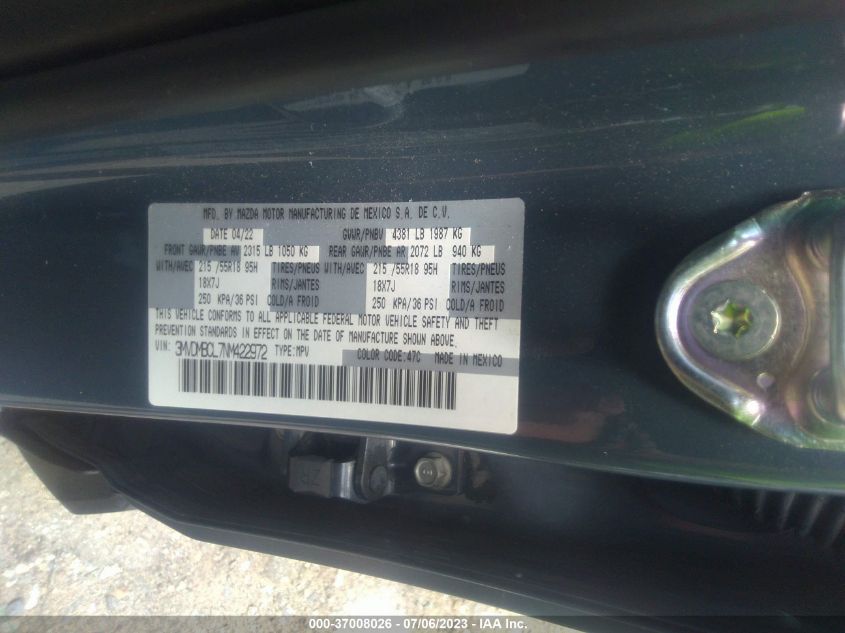 MFD. BY MAZDA MOTOR MANUFACTURING DE MEXICO S.A. DE C.V.
DATE 04/22 GVWR/PNBV 4381 LB 1987 KG
FRONT GAWR/PNBE AV 2315 LB 1050 KG REAR GAWR/PNBE AR 2072 LB 940 KG
WITH/AVEC 215 /55R18 95H TIRES/PNEUS WITH/AVEC 215 /55R18 95H TIRES/PNEUS
18X7J RIMS/JANTES 18X7J RIMS/JANTES
250 KPA/36 PSI COLD/A FROID 250 KPA/36 PSI COLD/A FROID
THIS VEHICLE CONFORMS TO ALL APPLICABLE FEDERAL MOTOR VEHICLE SAFETY AND THEFT
PREVENTION STANDARDS IN EFFECT ON THE DATE OF MANUFACTURE SHOWN ABOVE.
VIN: 3MVDMBCL7NM422972 TYPE:MPV COLOR CODE:47C MADE IN MEXICO
ZR
000-37008026 - 07/06/2023 - IAA Inc.